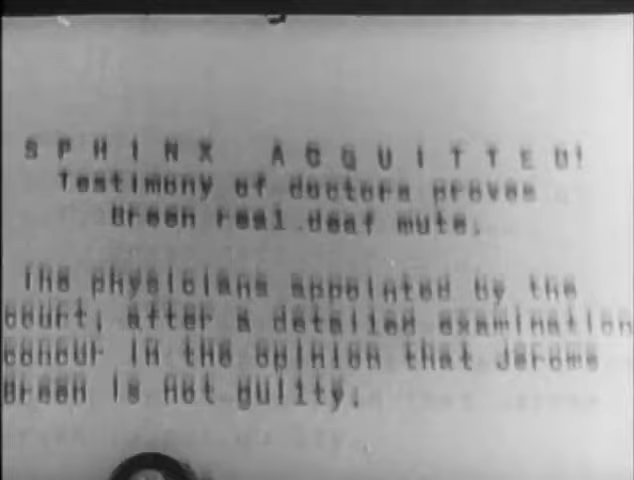 SPHINX ACQUITTED!
Testimony of doctors proves
Breen real deaf mute.
The physicians appointed by the
court, after a detailed examination
concur in the opinion that Jerome
Breen is not guilty.